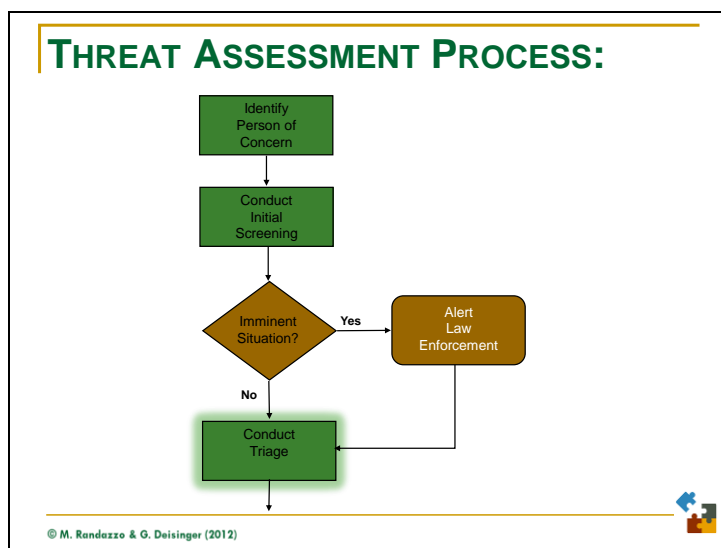 THREAT ASSESSMENT PROCESS:
Identify
Person of
Concern
Conduct
Initial
Screening
Imminent
Situation?
Yes
Alert
Law
Enforcement
No
Conduct
Triage
© M. Randazzo & G. Deisinger (2012)